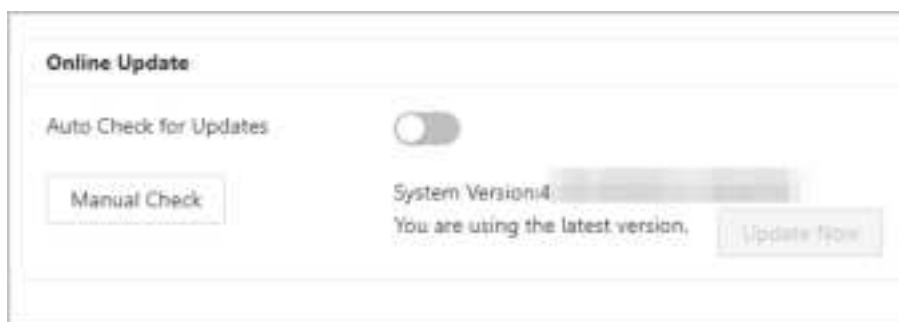 Online Update
Auto Check for Updates
Manual Check
System Version:4
You are using the latest version.
Update Now